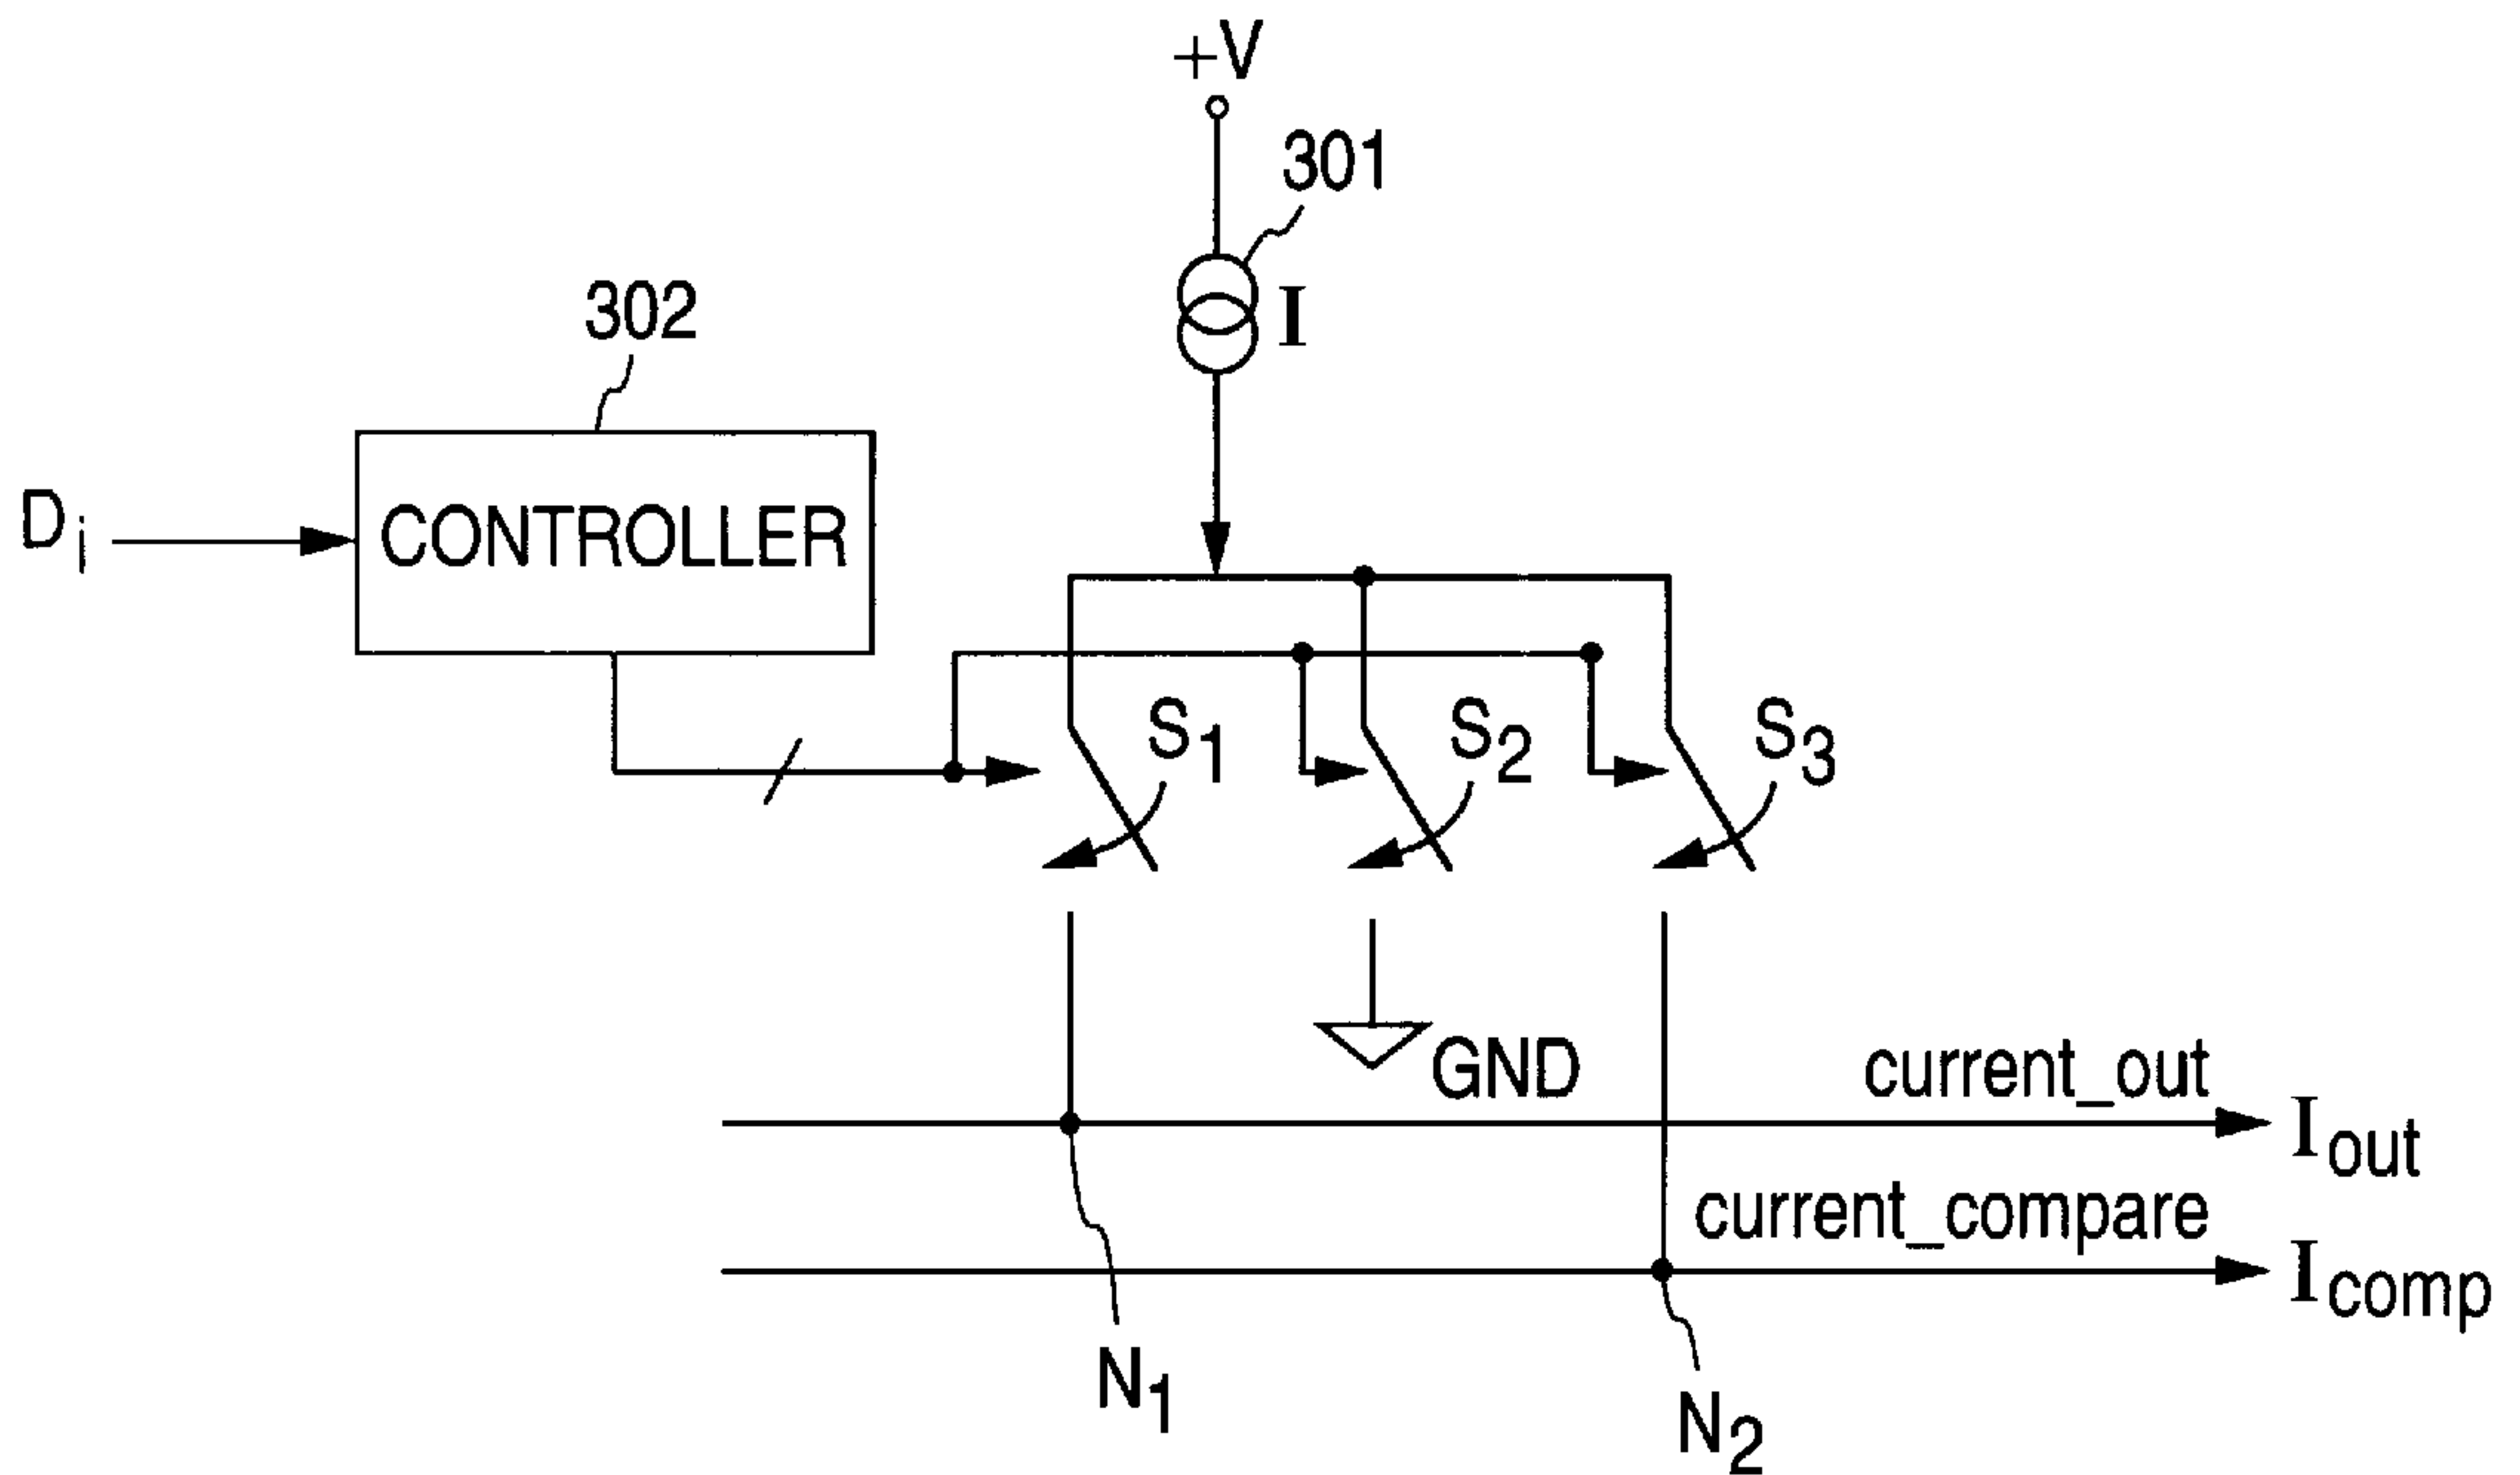 +V
301
I
302
Di
CONTROLLER
S1
S2
S3
GND
current_out
Iout
current_compare
Icomp
N1
N2